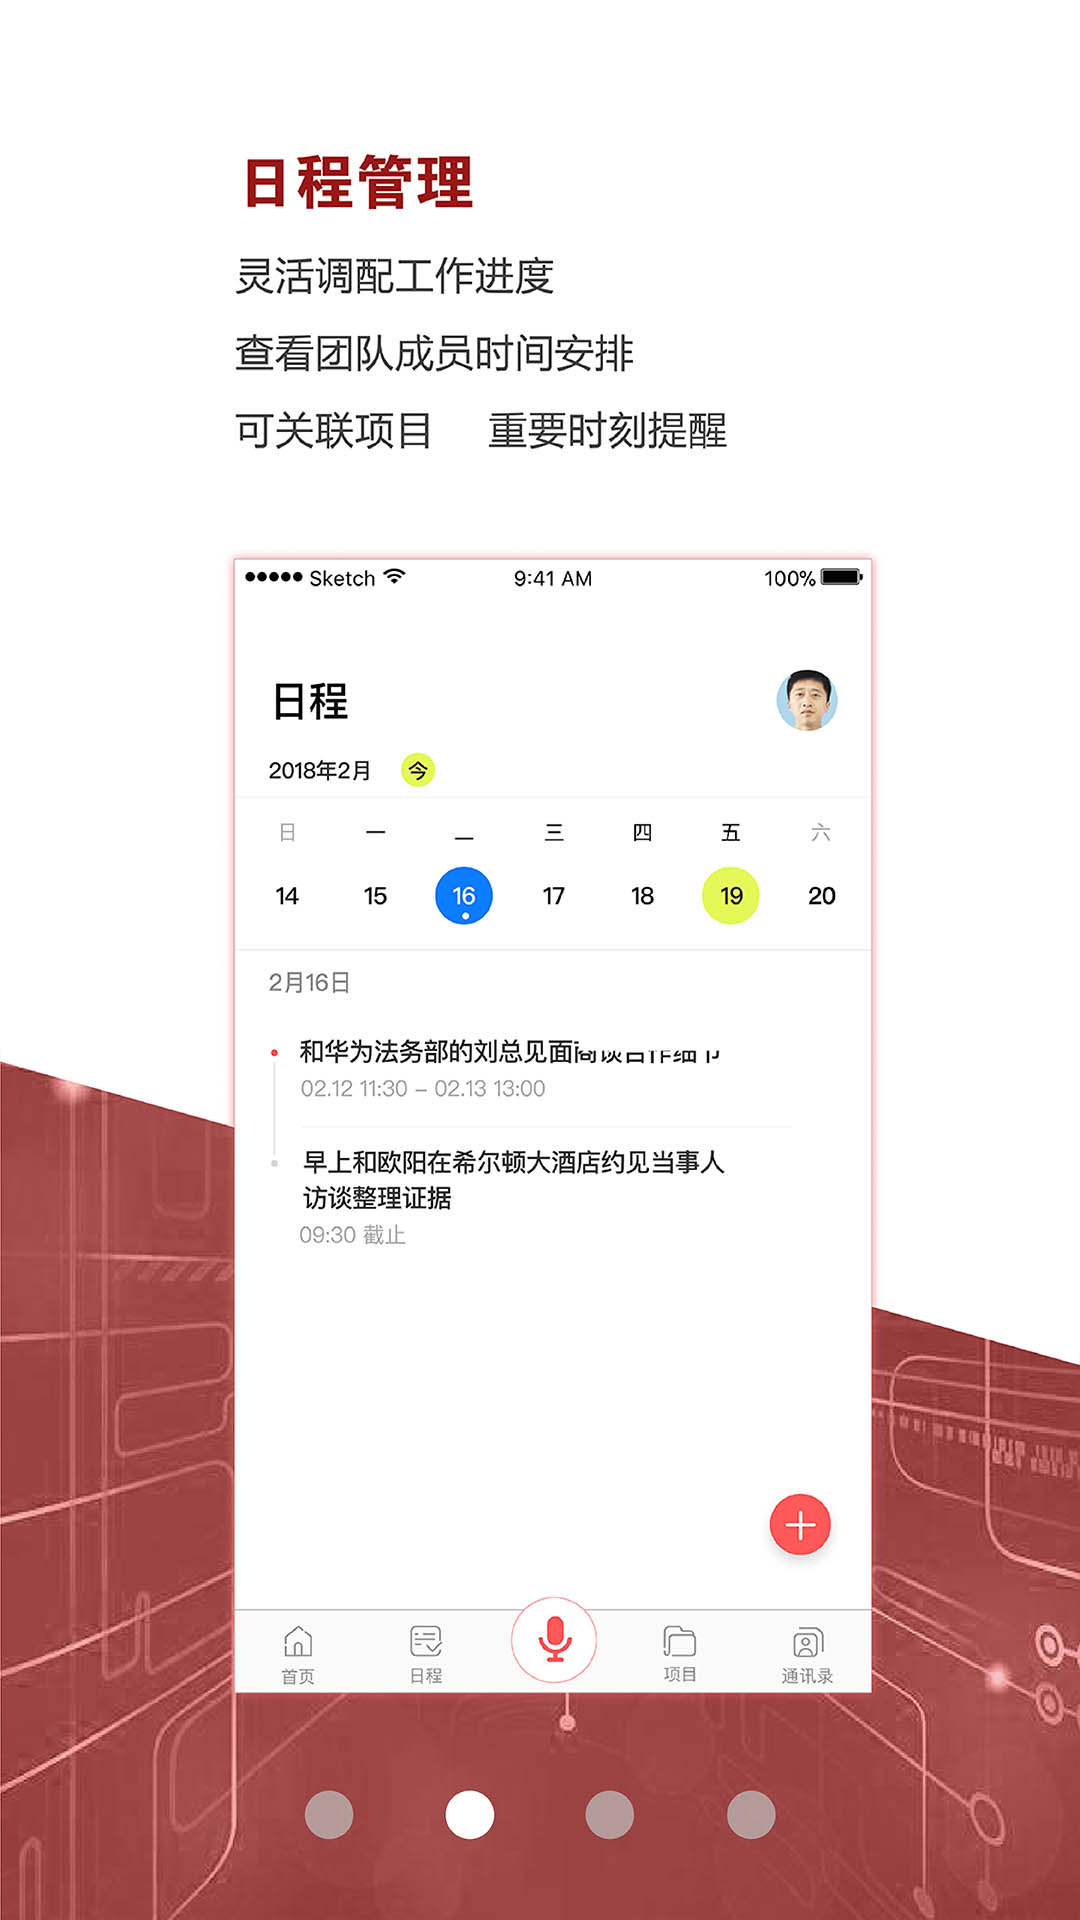 日程管理
灵活调配工作进度
查看团队成员时间安排
可关联项目 重要时刻提醒
Sketch 9:41 AM 100%
日程
2018年2月 今
日 一 二 三 四 五 六
14 15 16 17 18 19 20
2月16日
和华为法务部的刘总见面商谈合作细节
02.12 11:30 – 02.13 13:00
早上和欧阳在希尔顿大酒店约见当事人
访谈整理证据
09:30 截止
首页 日程 项目 通讯录